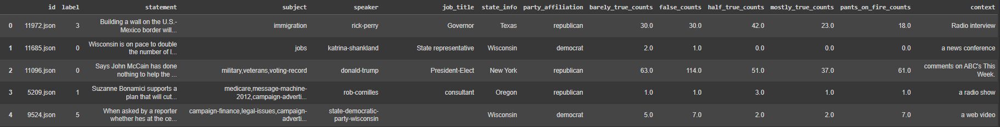 id label statement subject speaker job_title state_info party_affiliation barely_true_counts false_counts half_true_counts mostly_true_counts pants_on_fire_counts context
0 11972.json 3 Building a wall on the U.S.- Mexico border will... immigration rick-perry Governor Texas republican 30.0 30.0 42.0 23.0 18.0 Radio interview
1 11685.json 0 Wisconsin is on pace to double the number of l... jobs katrina-shankland State representative Wisconsin democrat 2.0 1.0 0.0 0.0 0.0 a news conference
2 11096.json 0 Says John McCain has done nothing to help the ... military,veterans,voting-record donald-trump President-Elect New York republican 63.0 114.0 51.0 37.0 61.0 comments on ABC's This Week.
3 5209.json 1 Suzanne Bonamici supports a plan that will cut... medicare,message-machine-2012,campaign-adverti... rob-cornilles consultant Oregon republican 1.0 1.0 3.0 1.0 1.0 a radio show
4 9524.json 5 When asked by a reporter whether hes at the ce... campaign-finance,legal-issues,campaign-adverti... state-democratic-party-wisconsin Wisconsin democrat 5.0 7.0 2.0 2.0 7.0 a web video